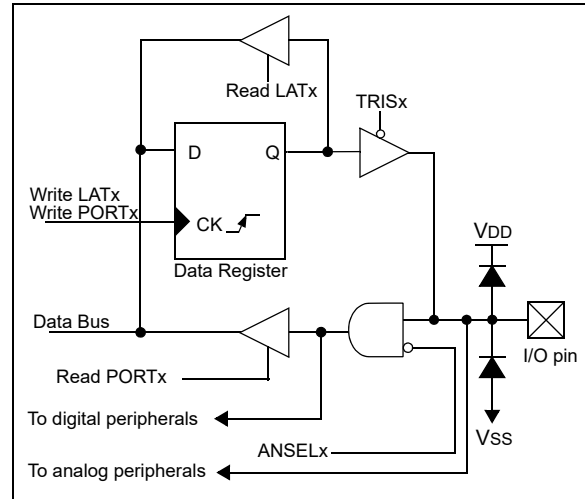 Read LATx
TRISx
D
Q
Write LATx
Write PORTx
CK
Data Register
VDD
Data Bus
I/O pin
Read PORTx
To digital peripherals
ANSELx
VSS
To analog peripherals